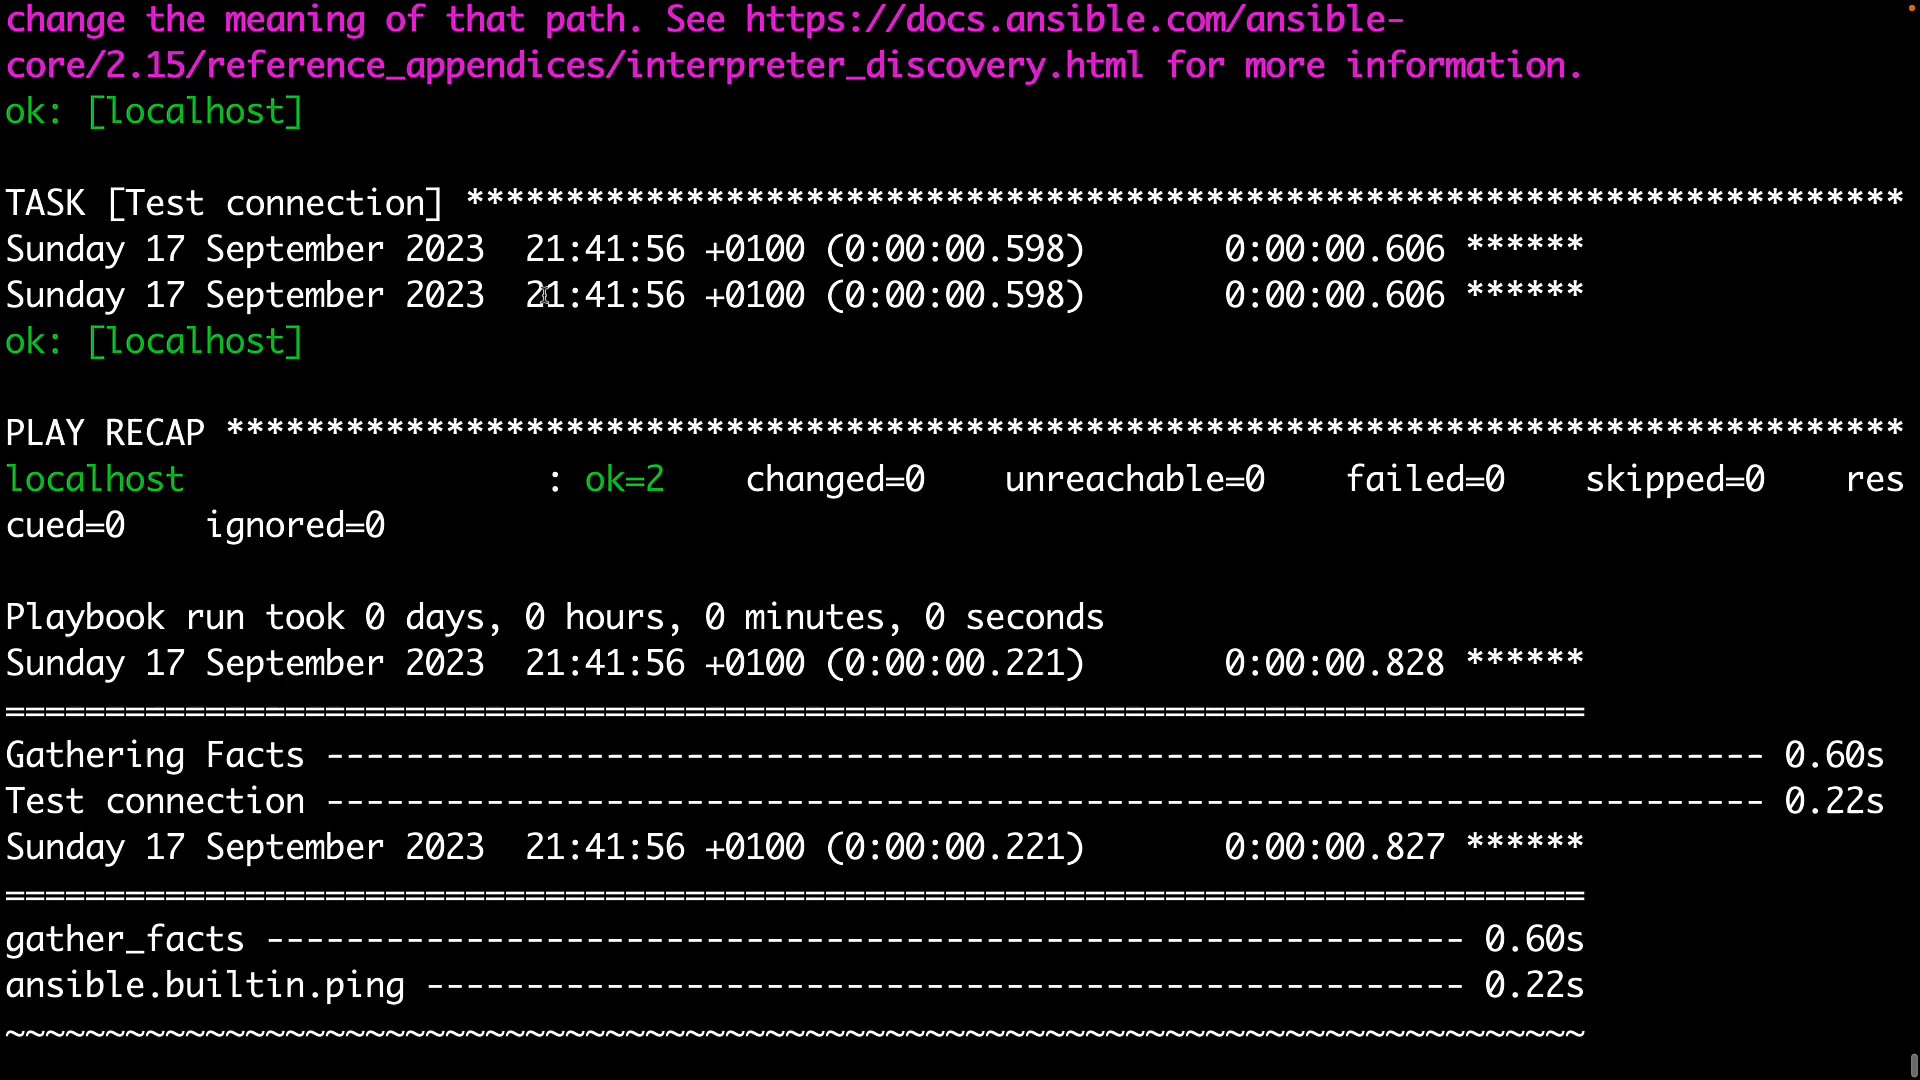 change the meaning of that path. See https://docs.ansible.com/ansible-
core/2.15/reference_appendices/interpreter_discovery.html for more information.
ok: [localhost]
TASK [Test connection] ************************************************************************
Sunday 17 September 2023  21:41:56 +0100 (0:00:00.598)       0:00:00.606 ******
Sunday 17 September 2023  21:41:56 +0100 (0:00:00.598)       0:00:00.606 ******
ok: [localhost]
PLAY RECAP ************************************************************************************
localhost                  : ok=2    changed=0    unreachable=0    failed=0    skipped=0    res
cued=0    ignored=0
Playbook run took 0 days, 0 hours, 0 minutes, 0 seconds
Sunday 17 September 2023  21:41:56 +0100 (0:00:00.221)       0:00:00.828 ******
===============================================================================
Gathering Facts ------------------------------------------------------------------------ 0.60s
Test connection ------------------------------------------------------------------------ 0.22s
Sunday 17 September 2023  21:41:56 +0100 (0:00:00.221)       0:00:00.827 ******
===============================================================================
gather_facts ------------------------------------------------------------ 0.60s
ansible.builtin.ping ---------------------------------------------------- 0.22s
~~~~~~~~~~~~~~~~~~~~~~~~~~~~~~~~~~~~~~~~~~~~~~~~~~~~~~~~~~~~~~~~~~~~~~~~~~~~~~~